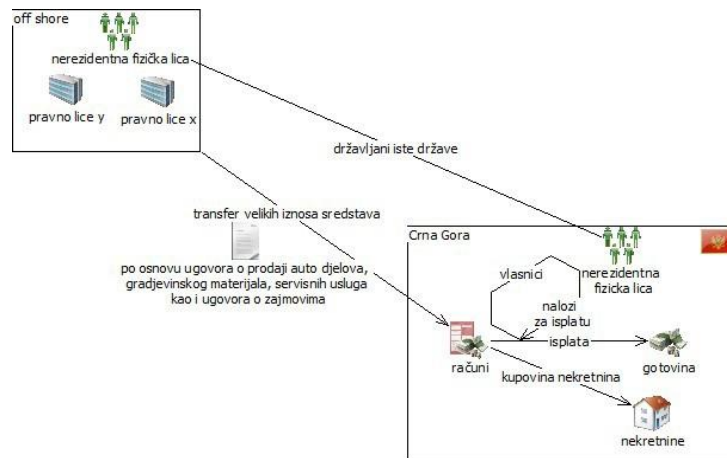 off shore
nerezidentna fizička lica
pravno lice y
pravno lice x
državljani iste države
transfer velikih iznosa sredstava
po osnovu ugovora o prodaji auto djelova,
gradjevinskog materijala, servisnih usluga
kao i ugovora o zajmovima
Crna Gora
vlasnici
nerezidentna
fizicka lica
nalozi
za isplatu
isplata
računi
gotovina
kupovina nekretnina
nekretnine